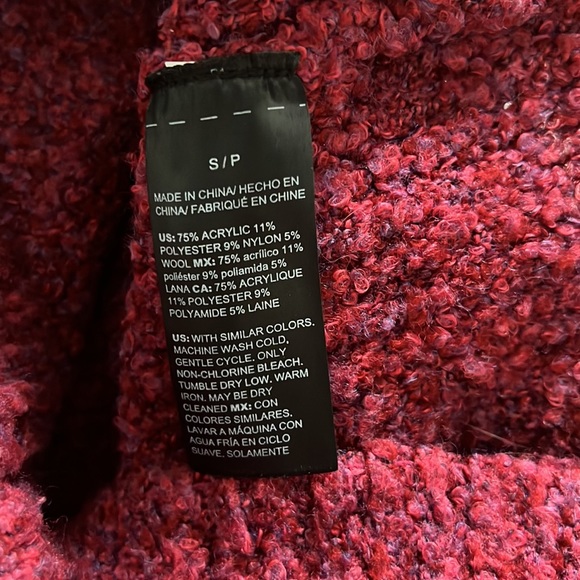 S / P
MADE IN CHINA/ HECHO EN
CHINA/ FABRIQUÉ EN CHINE
US: 75% ACRYLIC 11%
POLYESTER 9% NYLON 5%
WOOL MX: 75% acrílico 11%
poliéster 9% poliamida 5%
LANA CA: 75% ACRYLIQUE
11% POLYESTER 9%
POLYAMIDE 5% LAINE
US: WITH SIMILAR COLORS.
MACHINE WASH COLD,
GENTLE CYCLE. ONLY
NON-CHLORINE BLEACH.
TUMBLE DRY LOW. WARM
IRON. MAY BE DRY
CLEANED MX: CON
COLORES SIMILARES.
LAVAR A MÁQUINA CON
AGUA FRÍA EN CICLO
SUAVE. SOLAMENTE